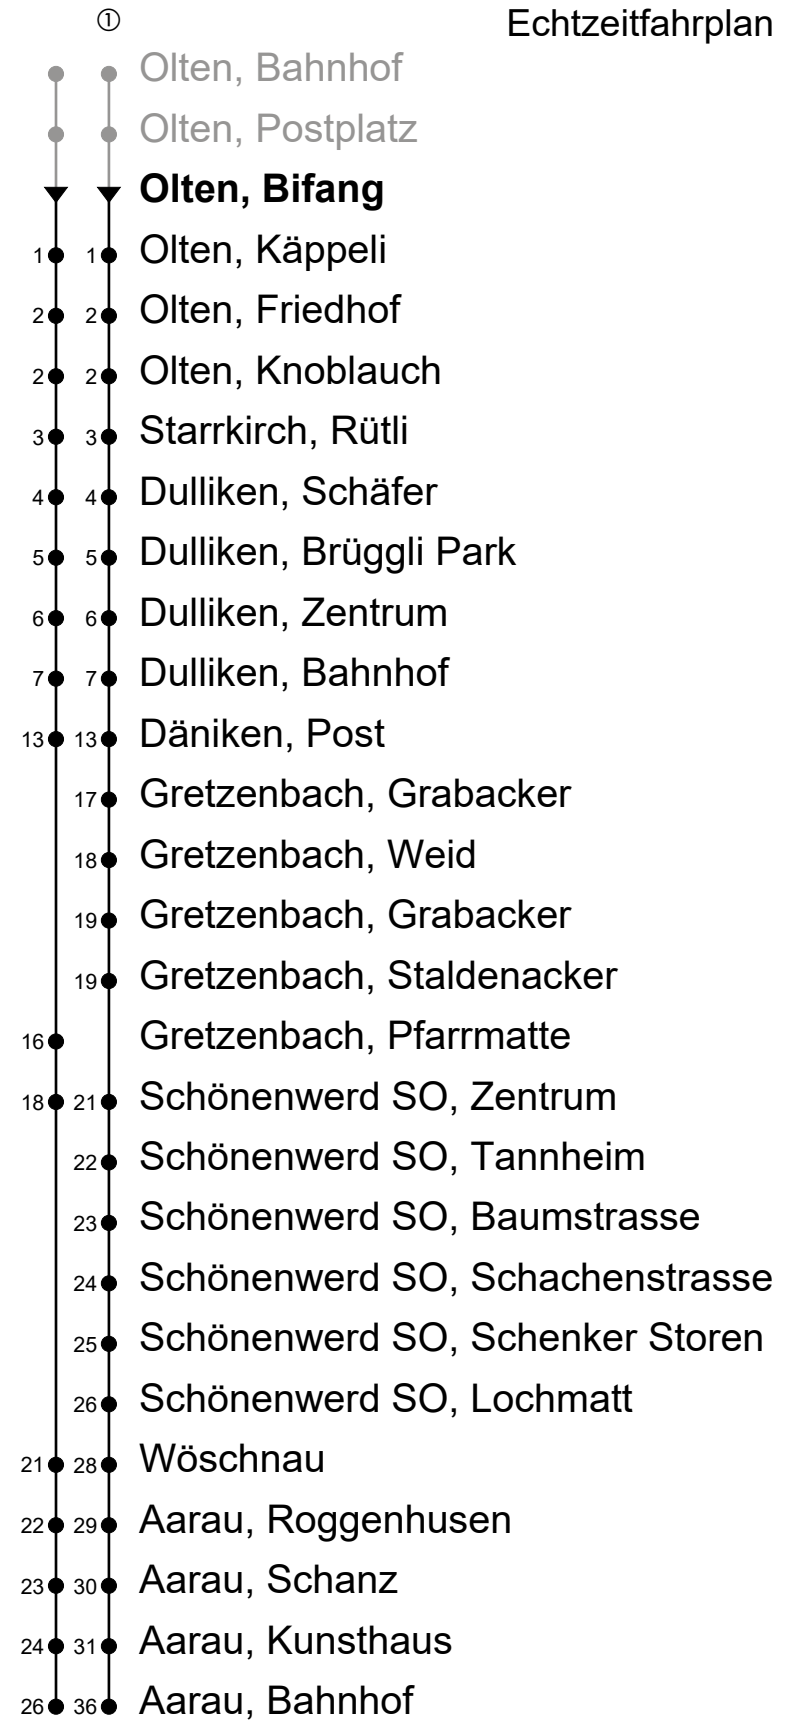 ① Echtzeitfahrplan
Olten, Bahnhof
Olten, Postplatz
Olten, Bifang
1 1 Olten, Käppeli
2 2 Olten, Friedhof
2 2 Olten, Knoblauch
3 3 Starrkirch, Rütli
4 4 Dulliken, Schäfer
5 5 Dulliken, Brüggli Park
6 6 Dulliken, Zentrum
7 7 Dulliken, Bahnhof
13 13 Däniken, Post
17 Gretzenbach, Grabacker
18 Gretzenbach, Weid
19 Gretzenbach, Grabacker
19 Gretzenbach, Staldenacker
16 Gretzenbach, Pfarrmatte
18 21 Schönenwerd SO, Zentrum
22 Schönenwerd SO, Tannheim
23 Schönenwerd SO, Baumstrasse
24 Schönenwerd SO, Schachenstrasse
25 Schönenwerd SO, Schenker Storen
26 Schönenwerd SO, Lochmatt
21 28 Wöschnau
22 29 Aarau, Roggenhusen
23 30 Aarau, Schanz
24 31 Aarau, Kunsthaus
26 36 Aarau, Bahnhof